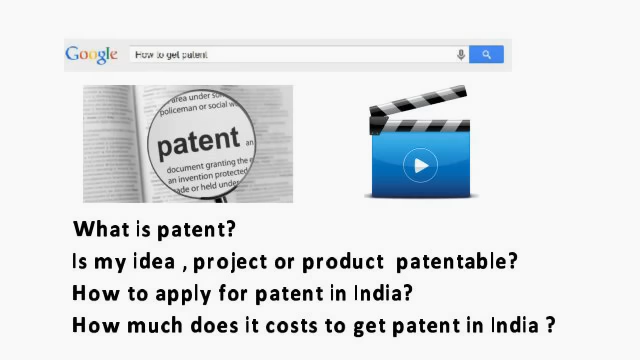 Google How to get patent
area under so
policeman or social w
patent an
document granting the e
an invention protected
ade or held under
What is patent?
Is my idea , project or product patentable?
How to apply for patent in India?
How much does it costs to get patent in India ?